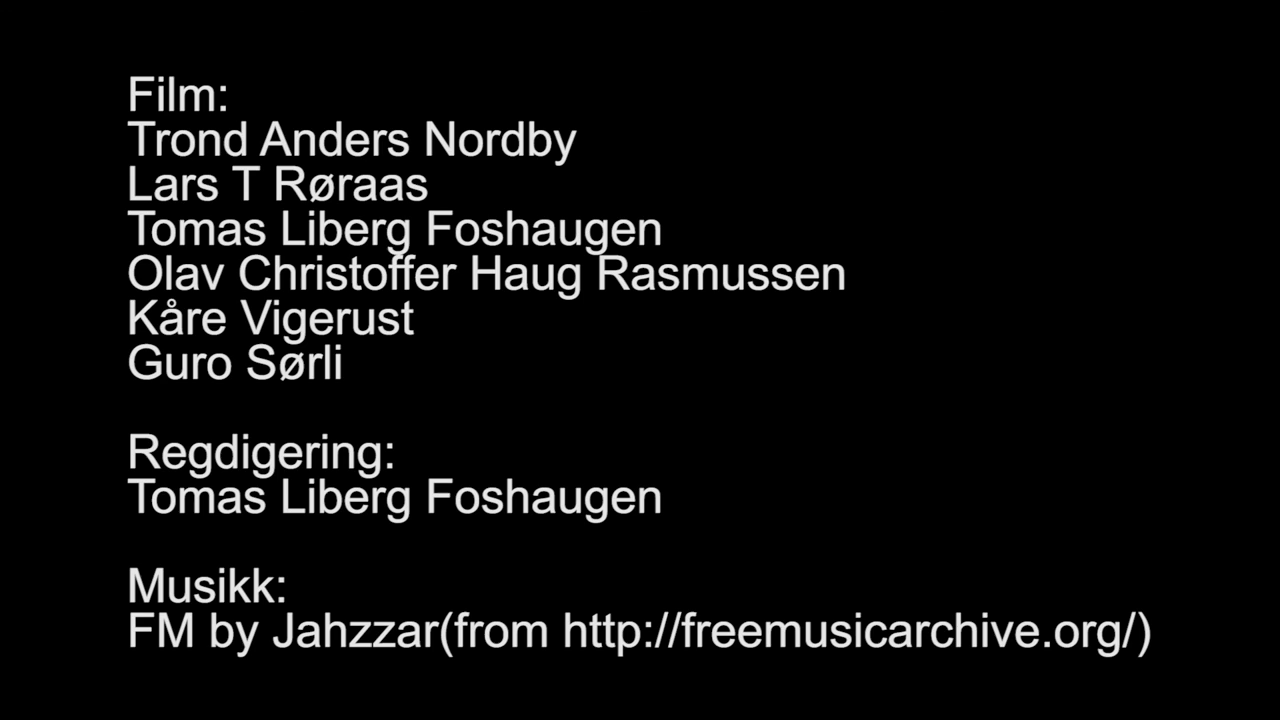 Film:
Trond Anders Nordby
Lars T Røraas
Tomas Liberg Foshaugen
Olav Christoffer Haug Rasmussen
Kåre Vigerust
Guro Sørli
Regdigering:
Tomas Liberg Foshaugen
Musikk:
FM by Jahzzar(from http://freemusicarchive.org/)